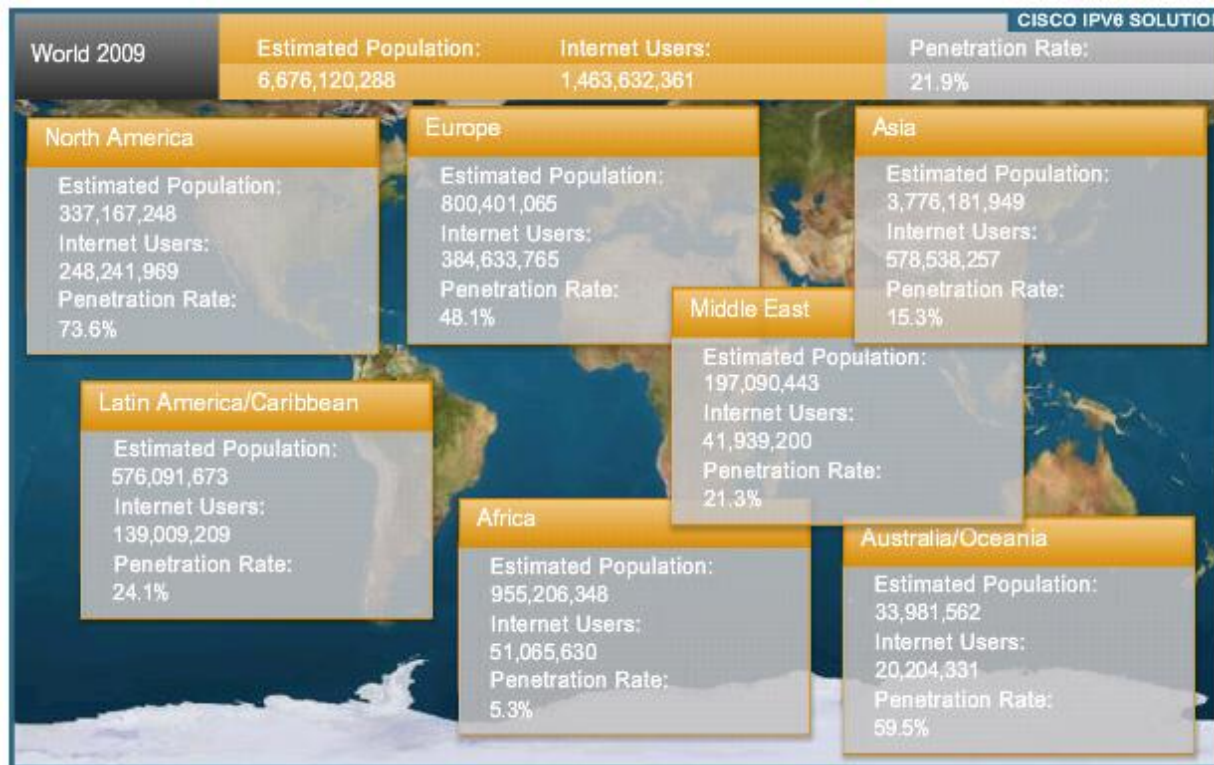 CISCO IPV6 SOLUTION
World 2009
Estimated Population:
6,676,120,288
Internet Users:
1,463,632,361
Penetration Rate:
21.9%
North America
Estimated Population:
337,167,248
Internet Users:
248,241,969
Penetration Rate:
73.6%
Europe
Estimated Population:
800,401,065
Internet Users:
384,633,765
Penetration Rate:
48.1%
Asia
Estimated Population:
3,776,181,949
Internet Users:
578,538,257
Penetration Rate:
15.3%
Middle East
Estimated Population:
197,090,443
Internet Users:
41,939,200
Penetration Rate:
21.3%
Latin America/Caribbean
Estimated Population:
576,091,673
Internet Users:
139,009,209
Penetration Rate:
24.1%
Africa
Estimated Population:
955,206,348
Internet Users:
51,065,630
Penetration Rate:
5.3%
Australia/Oceania
Estimated Population:
33,981,562
Internet Users:
20,204,331
Penetration Rate:
59.5%